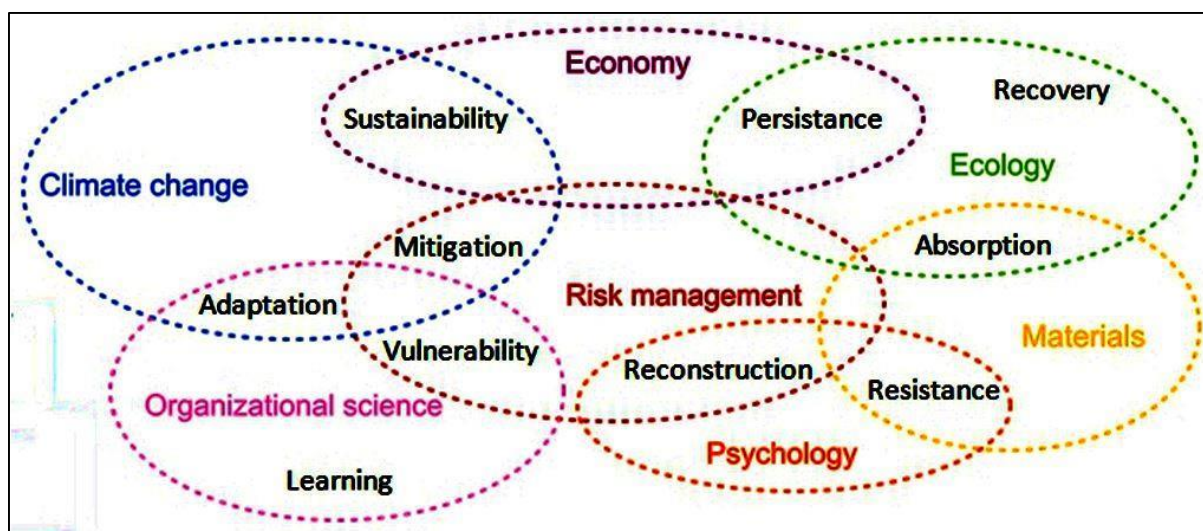 Economy
Recovery
Sustainability
Persistance
Climate change
Ecology
Mitigation
Absorption
Adaptation
Risk management
Vulnerability
Materials
Reconstruction
Resistance
Organizational science
Psychology
Learning